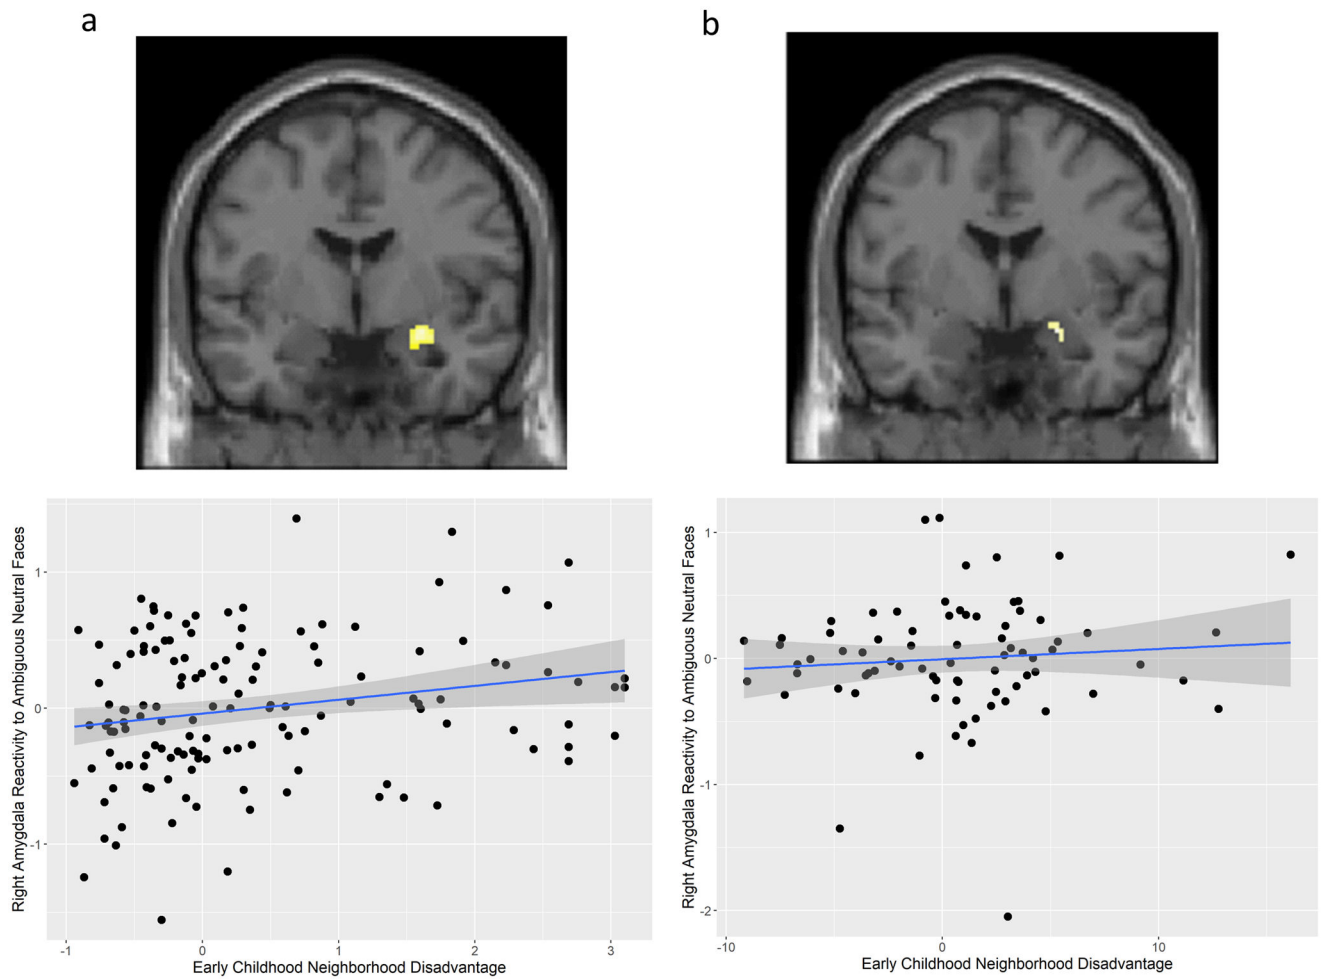 a
b
Right Amygdala Reactivity to Ambiguous Neutral Faces
1
0
-1
-1
0
1
2
3
Early Childhood Neighborhood Disadvantage
Right Amygdala Reactivity to Ambiguous Neutral Faces
1
0
-1
-2
-10
0
10
Early Childhood Neighborhood Disadvantage